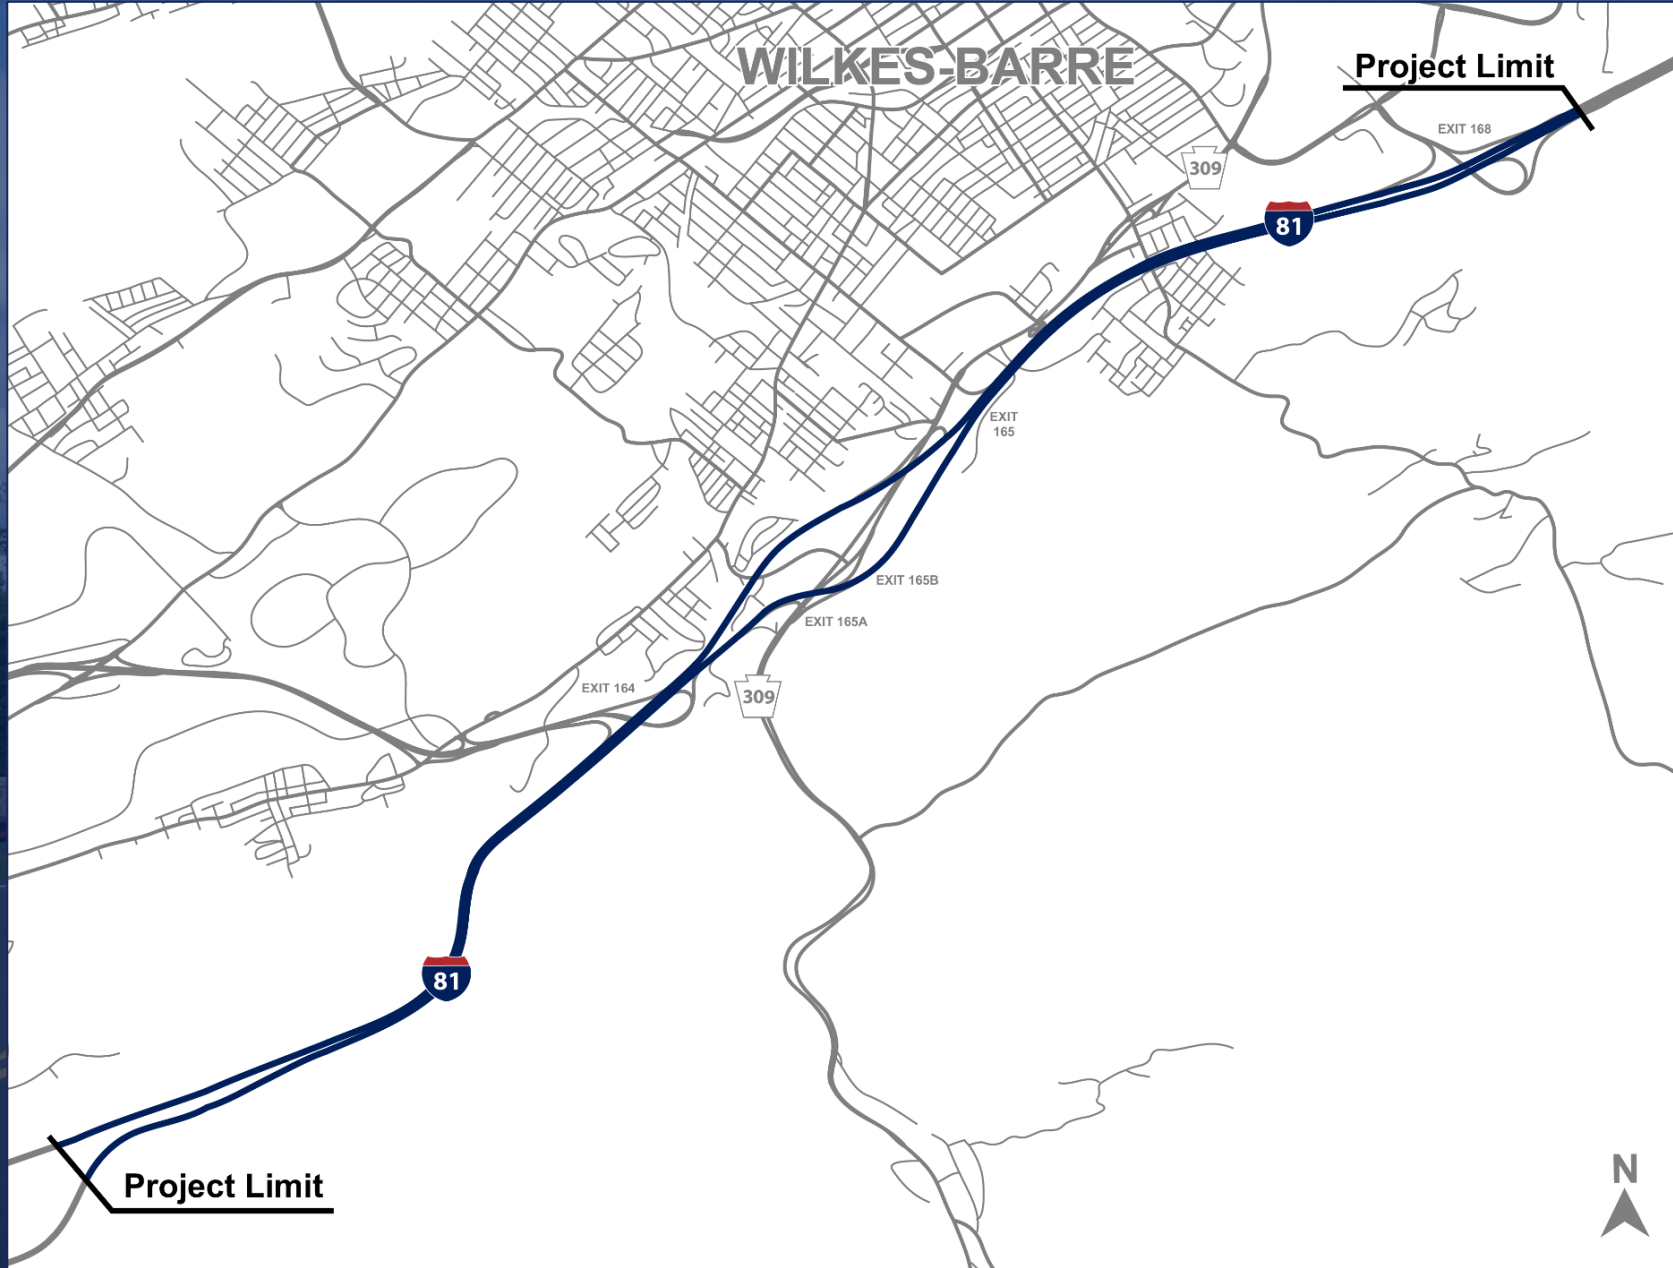 WILKES-BARRE
Project Limit
EXIT 168
309
81
EXIT
165
EXIT 165B
EXIT 165A
EXIT 164
309
81
Project Limit
N